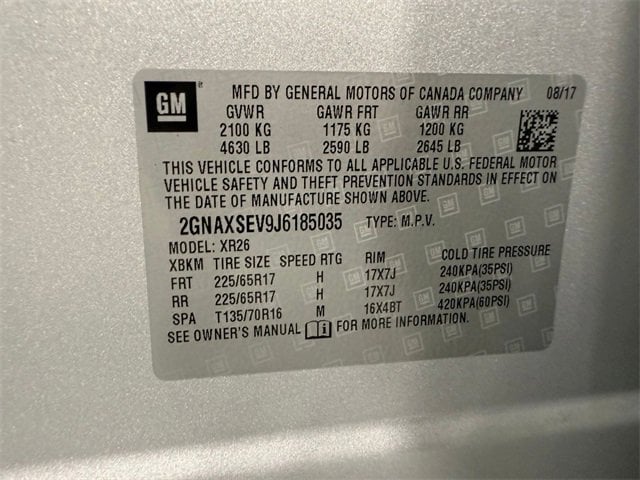 GM
MFD BY GENERAL MOTORS OF CANADA COMPANY 08/17
GVWR GAWR FRT GAWR RR
2100 KG 1175 KG 1200 KG
4630 LB 2590 LB 2645 LB
THIS VEHICLE CONFORMS TO ALL APPLICABLE U.S. FEDERAL MOTOR
VEHICLE SAFETY AND THEFT PREVENTION STANDARDS IN EFFECT ON
THE DATE OF MANUFACTURE SHOWN ABOVE.
2GNAXSEV9J6185035 TYPE: M.P.V.
MODEL: XR26
XBKM TIRE SIZE SPEED RTG RIM COLD TIRE PRESSURE
FRT 225/65R17 H 17X7J 240KPA(35PSI)
RR 225/65R17 H 17X7J 240KPA(35PSI)
SPA T135/70R16 M 16X4BT 420KPA(60PSI)
SEE OWNER'S MANUAL i FOR MORE INFORMATION.